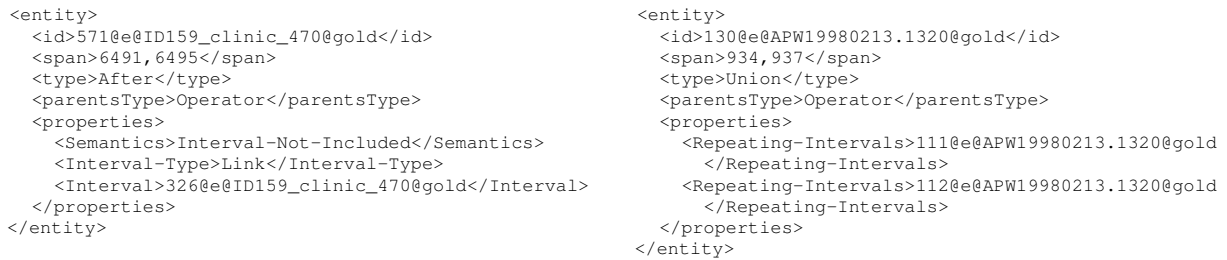 <entity>
  <id>571@e@ID159_clinic_470@gold</id>
  <span>6491,6495</span>
  <type>After</type>
  <parentsType>Operator</parentsType>
  <properties>
    <Semantics>Interval-Not-Included</Semantics>
    <Interval-Type>Link</Interval-Type>
    <Interval>326@e@ID159_clinic_470@gold</Interval>
  </properties>
</entity>
<entity>
  <id>130@e@APW19980213.1320@gold</id>
  <span>934,937</span>
  <type>Union</type>
  <parentsType>Operator</parentsType>
  <properties>
    <Repeating-Intervals>111@e@APW19980213.1320@gold
      </Repeating-Intervals>
    <Repeating-Intervals>112@e@APW19980213.1320@gold
      </Repeating-Intervals>
  </properties>
</entity>